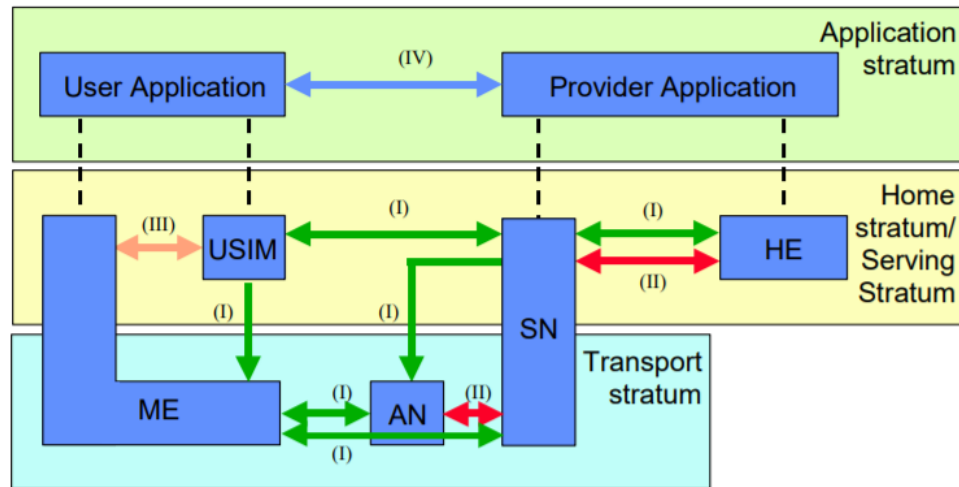 Application
stratum
(IV)
User Application
Provider Application
Home
stratum/
Serving
Stratum
(III)
USIM
(I)
(I)
HE
(II)
(I)
(I)
SN
Transport
stratum
ME
(I)
AN
(II)
(I)